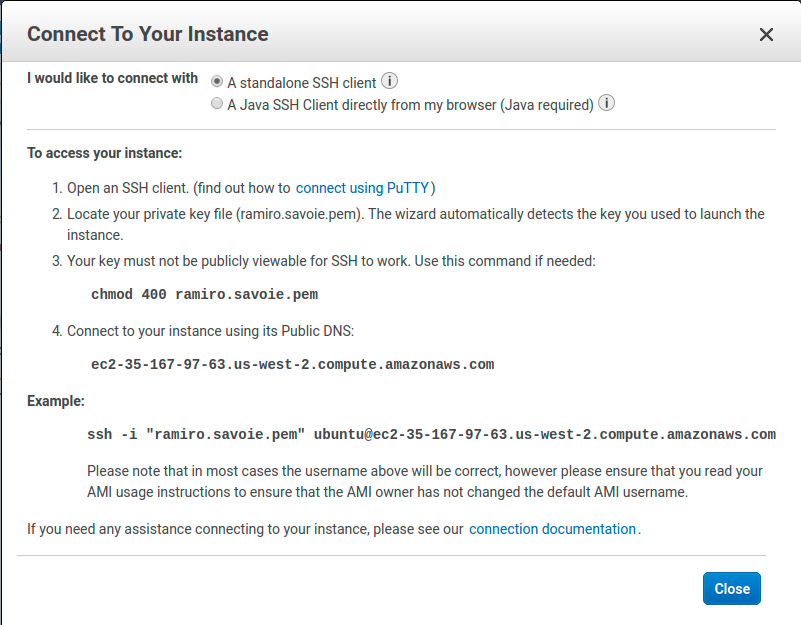 Connect To Your Instance
I would like to connect with
A standalone SSH client
A Java SSH Client directly from my browser (Java required)
To access your instance:
1. Open an SSH client. (find out how to connect using PuTTY)
2. Locate your private key file (ramiro.savoie.pem). The wizard automatically detects the key you used to launch the
instance.
3. Your key must not be publicly viewable for SSH to work. Use this command if needed:
chmod 400 ramiro.savoie.pem
4. Connect to your instance using its Public DNS:
ec2-35-167-97-63.us-west-2.compute.amazonaws.com
Example:
ssh -i "ramiro.savoie.pem" ubuntu@ec2-35-167-97-63.us-west-2.compute.amazonaws.com
Please note that in most cases the username above will be correct, however please ensure that you read your
AMI usage instructions to ensure that the AMI owner has not changed the default AMI username.
If you need any assistance connecting to your instance, please see our connection documentation.
Close